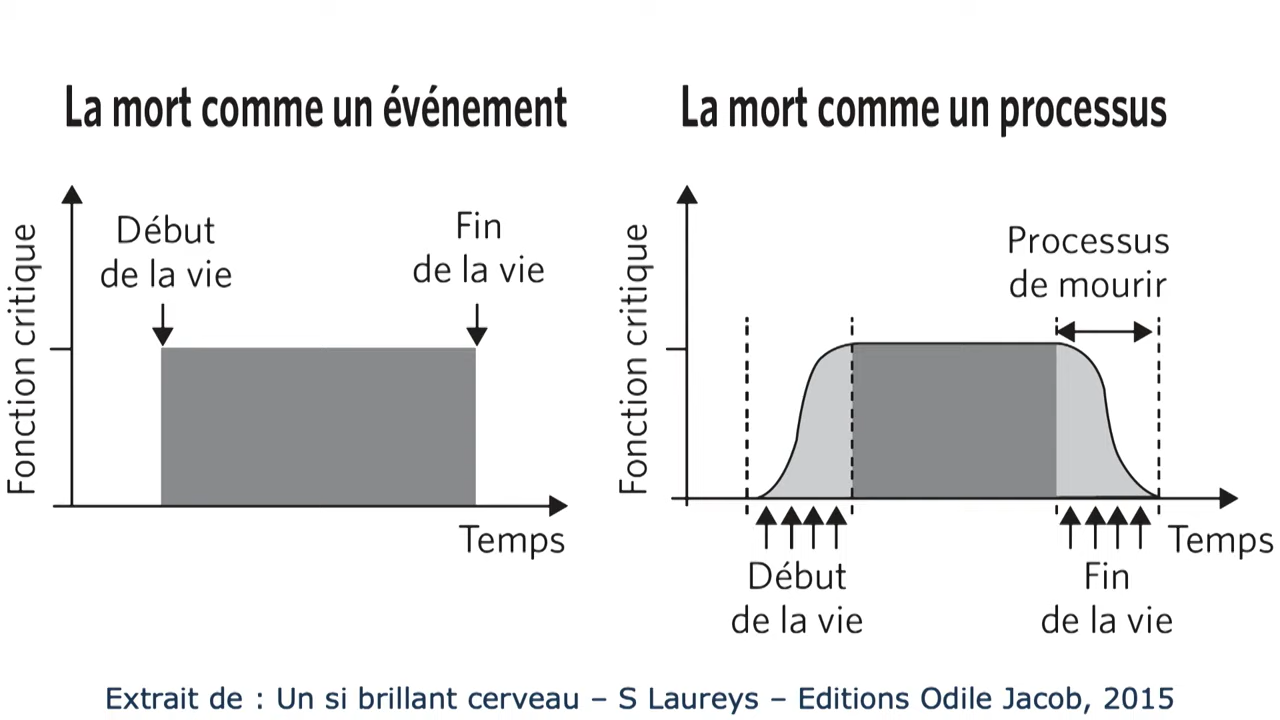 La mort comme un événement
Fonction critique
Début
de la vie
Fin
de la vie
Temps
La mort comme un processus
Fonction critique
Processus
de mourir
Début
de la vie
Fin
de la vie
Temps
Extrait de : Un si brillant cerveau – S Laureys – Editions Odile Jacob, 2015